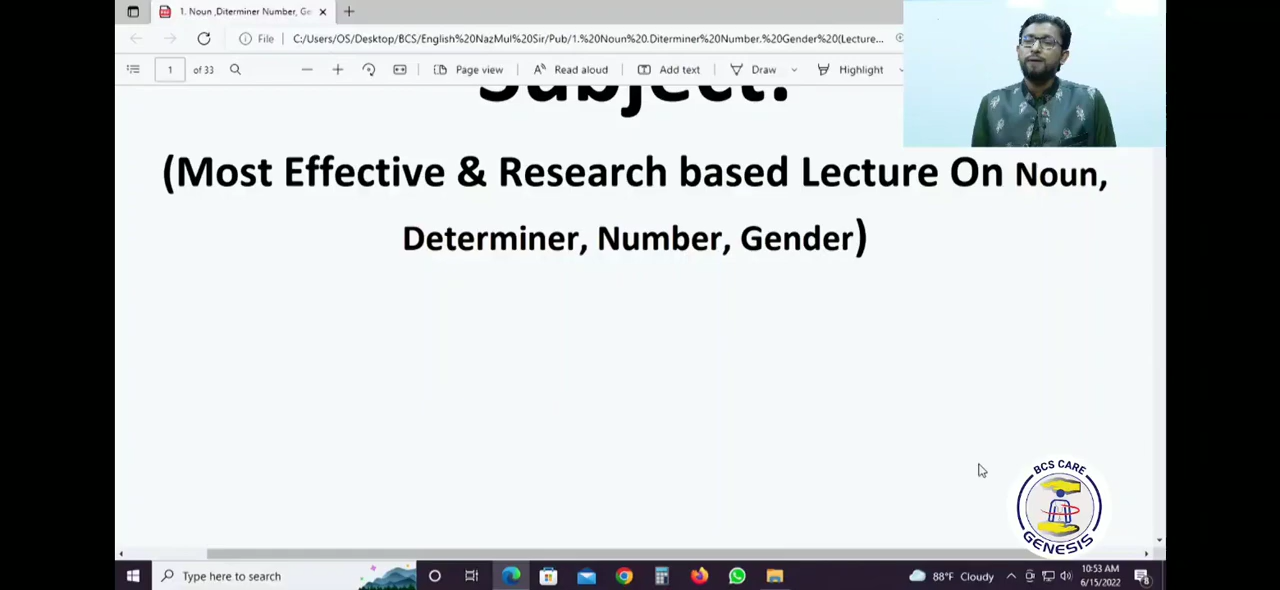 1. Noun ,Diterminer Number, Ge
File
C:/Users/OS/Desktop/BCS/English%20NazMul%20Sir/Pub/1.%20Noun%20.Diterminer%20Number.%20Gender%20(Lecture...
1 of 33
Page view
Read aloud
Add text
Draw
Highlight
Subject:
(Most Effective & Research based Lecture On Noun,
Determiner, Number, Gender)
BCS CARE
GENESIS
Type here to search
88°F Cloudy
10:53 AM
6/15/2022
8